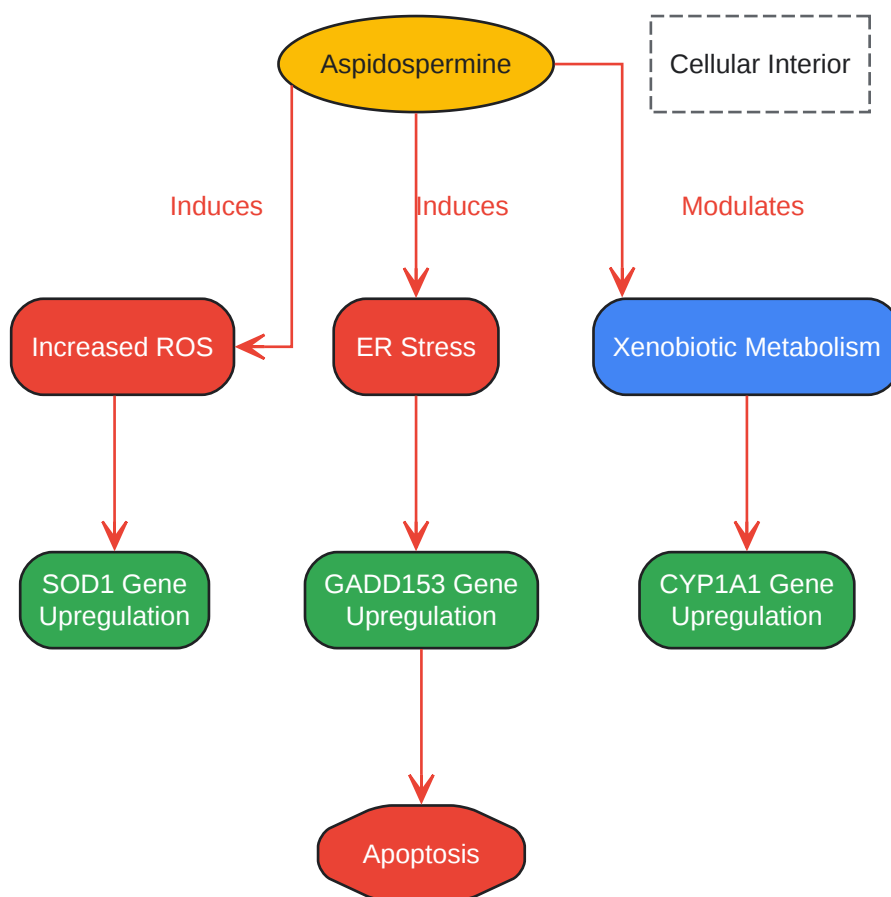 Aspidospermine
Cellular Interior
Induces
Induces
Modulates
Increased ROS
ER Stress
Xenobiotic Metabolism
SOD1 Gene
Upregulation
GADD153 Gene
Upregulation
CYP1A1 Gene
Upregulation
Apoptosis